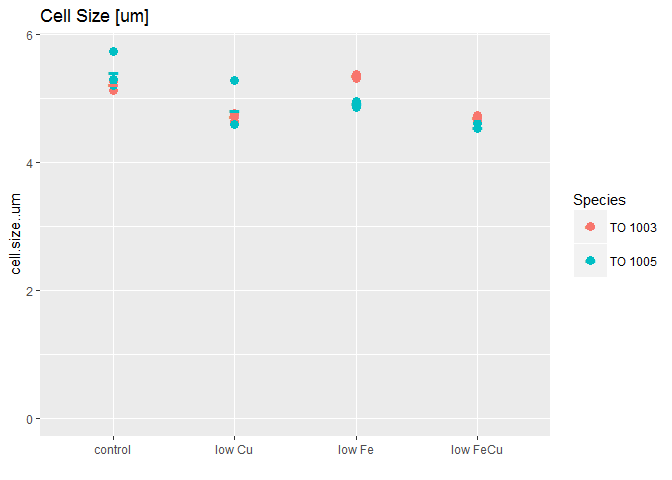 Cell Size [um]
6
4
2
0
cell.size..um
control
low Cu
low Fe
low FeCu
Species
TO 1003
TO 1005